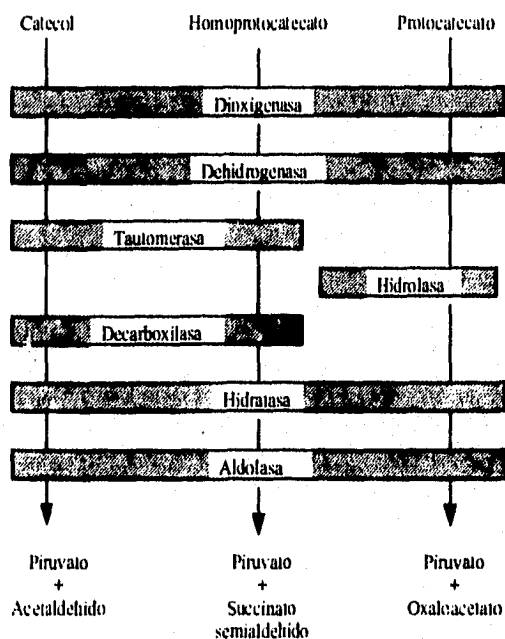 Catecol Homoprotocatecato Protocatecato
Dioxigenasa
Dehidrogenasa
Tautomerasa
Hidrolasa
Decarboxilasa
Hidratasa
Aldolasa
Piruvato Piruvato Piruvato
+ + +
Acetaldehido Succinato Oxaloacetato
semialdehido